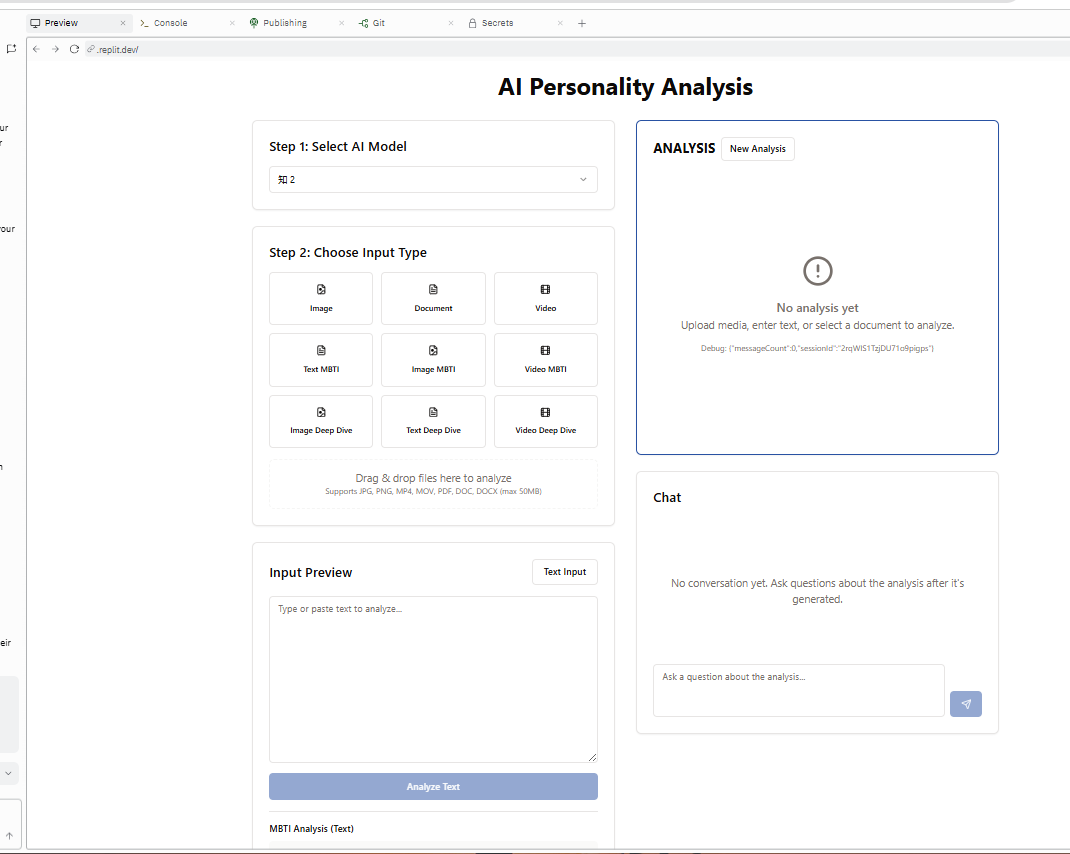 Preview
Console
Publishing
Git
Secrets
.replit.dev/
AI Personality Analysis
Step 1: Select AI Model
知 2
Step 2: Choose Input Type
Image
Document
Video
Text MBTI
Image MBTI
Video MBTI
Image Deep Dive
Text Deep Dive
Video Deep Dive
Drag & drop files here to analyze
Supports JPG, PNG, MP4, MOV, PDF, DOC, DOCX (max 50MB)
Input Preview
Text Input
Type or paste text to analyze...
Analyze Text
MBTI Analysis (Text)
ANALYSIS
New Analysis
No analysis yet
Upload media, enter text, or select a document to analyze.
Debug: {"messageCount":0,"sessionId":"2rqWIS1TzjDU71o9pigps"}
Chat
No conversation yet. Ask questions about the analysis after it's
generated.
Ask a question about the analysis...